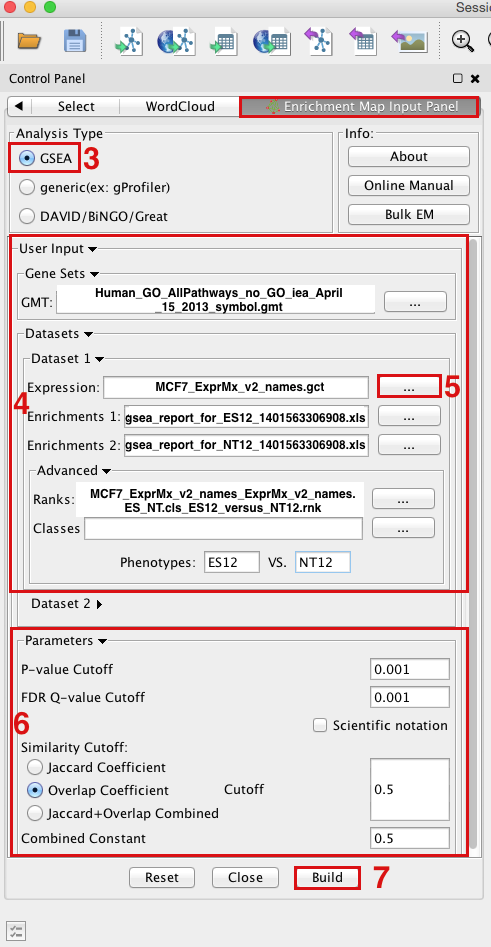 Sessio
Control Panel
Select WordCloud Enrichment Map Input Panel
Analysis Type Info:
GSEA 3 About
generic(ex: gProfiler) Online Manual
DAVID/BiNGO/Great Bulk EM
User Input
Gene Sets
GMT: Human_GO_AllPathways_no_GO_iea_April
_15_2013_symbol.gmt ...
Datasets
Dataset 1
Expression: MCF7_ExprMx_v2_names.gct ... 5
4
Enrichments 1: gsea_report_for_ES12_1401563306908.xls ...
Enrichments 2: gsea_report_for_NT12_1401563306908.xls ...
Advanced
Ranks: MCF7_ExprMx_v2_names_ExprMx_v2_names.
ES_NT.cls_ES12_versus_NT12.rnk ...
Classes ...
Phenotypes: ES12 VS. NT12
Dataset 2
Parameters
P-value Cutoff 0.001
FDR Q-value Cutoff 0.001
6 Scientific notation
Similarity Cutoff:
Jaccard Coefficient
Overlap Coefficient Cutoff 0.5
Jaccard+Overlap Combined
Combined Constant 0.5
Reset Close Build 7